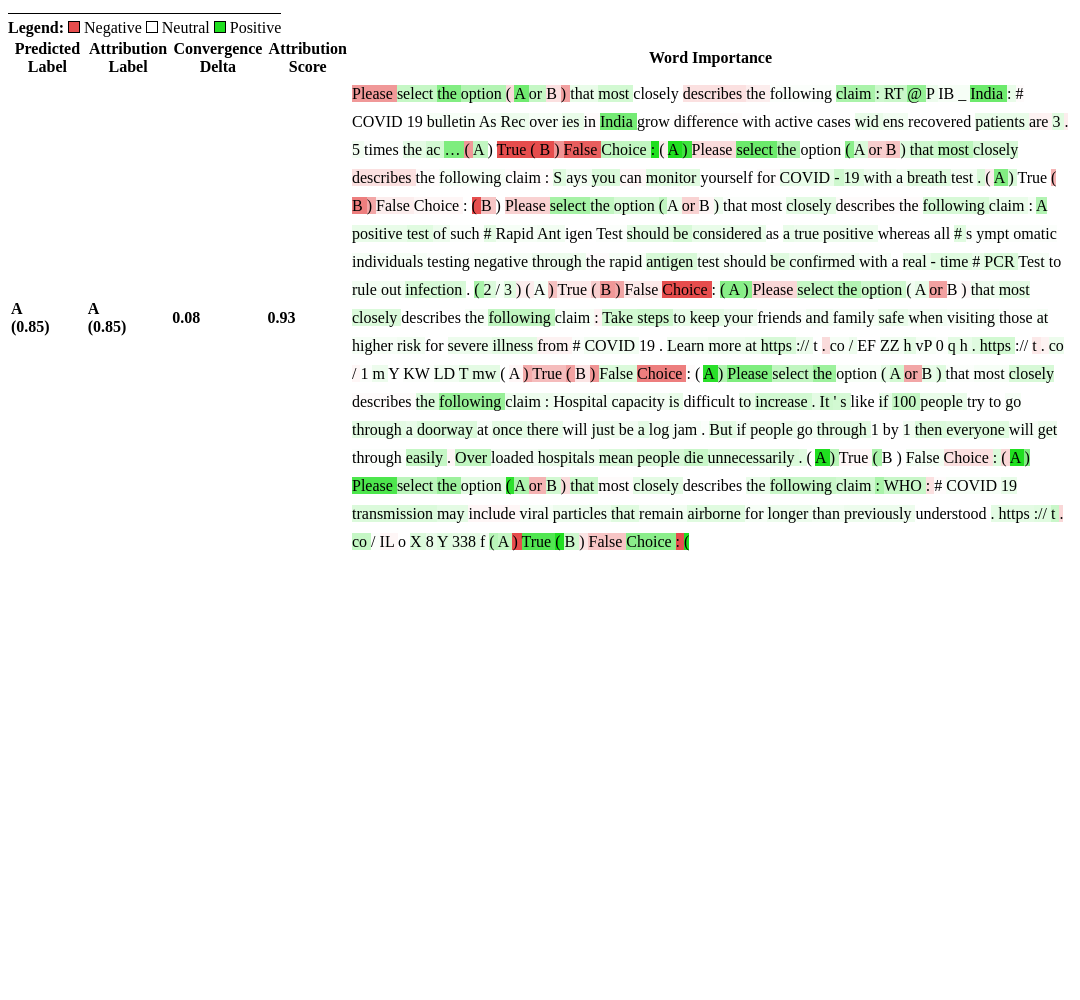 Legend: Negative Neutral Positive
Predicted Label Attribution Label Convergence Delta Attribution Score Word Importance
A (0.85) A (0.85) 0.08 0.93
Please select the option ( A or B ) that most closely describes the following claim : RT @ P IB _ India : #
COVID 19 bulletin As Rec over ies in India grow difference with active cases wid ens recovered patients are 3 .
5 times the ac … ( A ) True ( B ) False Choice : ( A ) Please select the option ( A or B ) that most closely
describes the following claim : S ays you can monitor yourself for COVID - 19 with a breath test . ( A ) True (
B ) False Choice : ( B ) Please select the option ( A or B ) that most closely describes the following claim : A
positive test of such # Rapid Ant igen Test should be considered as a true positive whereas all # s ympt omatic
individuals testing negative through the rapid antigen test should be confirmed with a real - time # PCR Test to
rule out infection . ( 2 / 3 ) ( A ) True ( B ) False Choice : ( A ) Please select the option ( A or B ) that most
closely describes the following claim : Take steps to keep your friends and family safe when visiting those at
higher risk for severe illness from # COVID 19 . Learn more at https :// t . co / EF ZZ h vP 0 q h . https :// t . co
/ 1 m Y KW LD T mw ( A ) True ( B ) False Choice : ( A ) Please select the option ( A or B ) that most closely
describes the following claim : Hospital capacity is difficult to increase . It ' s like if 100 people try to go
through a doorway at once there will just be a log jam . But if people go through 1 by 1 then everyone will get
through easily . Over loaded hospitals mean people die unnecessarily . ( A ) True ( B ) False Choice : ( A )
Please select the option ( A or B ) that most closely describes the following claim : WHO : # COVID 19
transmission may include viral particles that remain airborne for longer than previously understood . https :// t .
co / IL o X 8 Y 338 f ( A ) True ( B ) False Choice : (